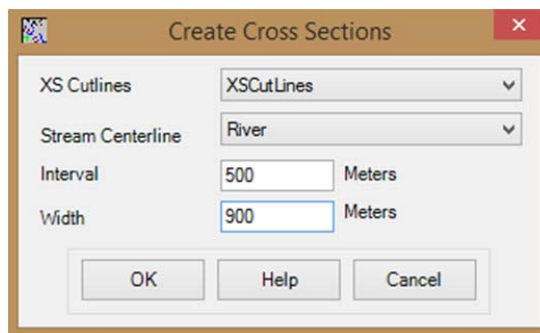 Create Cross Sections
XS Cutlines XSCutLines
Stream Centerline River
Interval 500 Meters
Width 900 Meters
OK Help Cancel